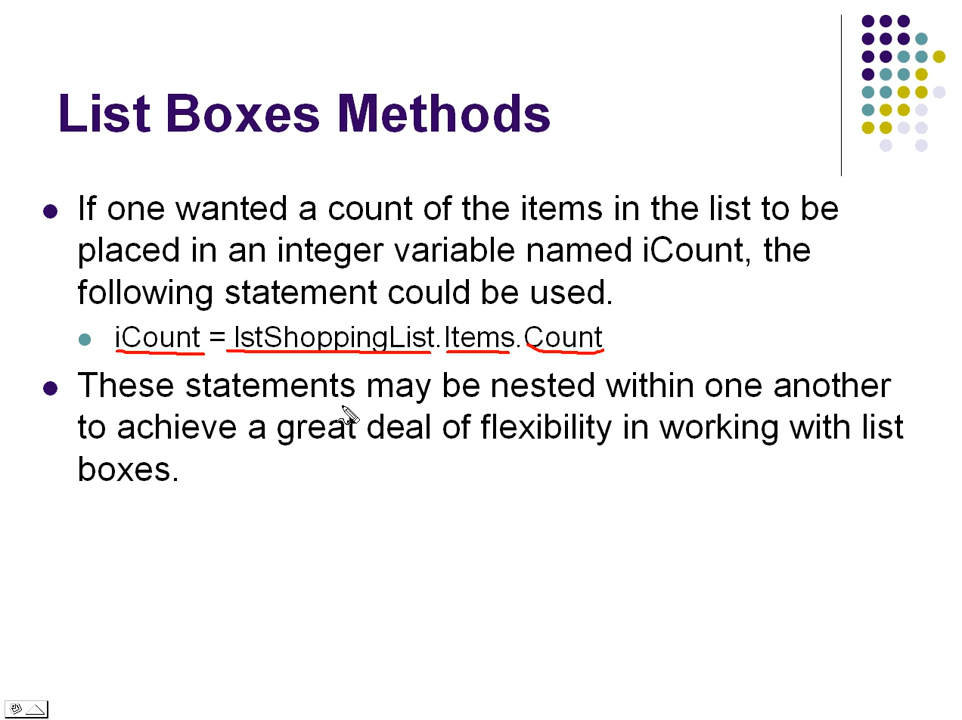 List Boxes Methods
If one wanted a count of the items in the list to be
placed in an integer variable named iCount, the
following statement could be used.
iCount = lstShoppingList.Items.Count
These statements may be nested within one another
to achieve a great deal of flexibility in working with list
boxes.